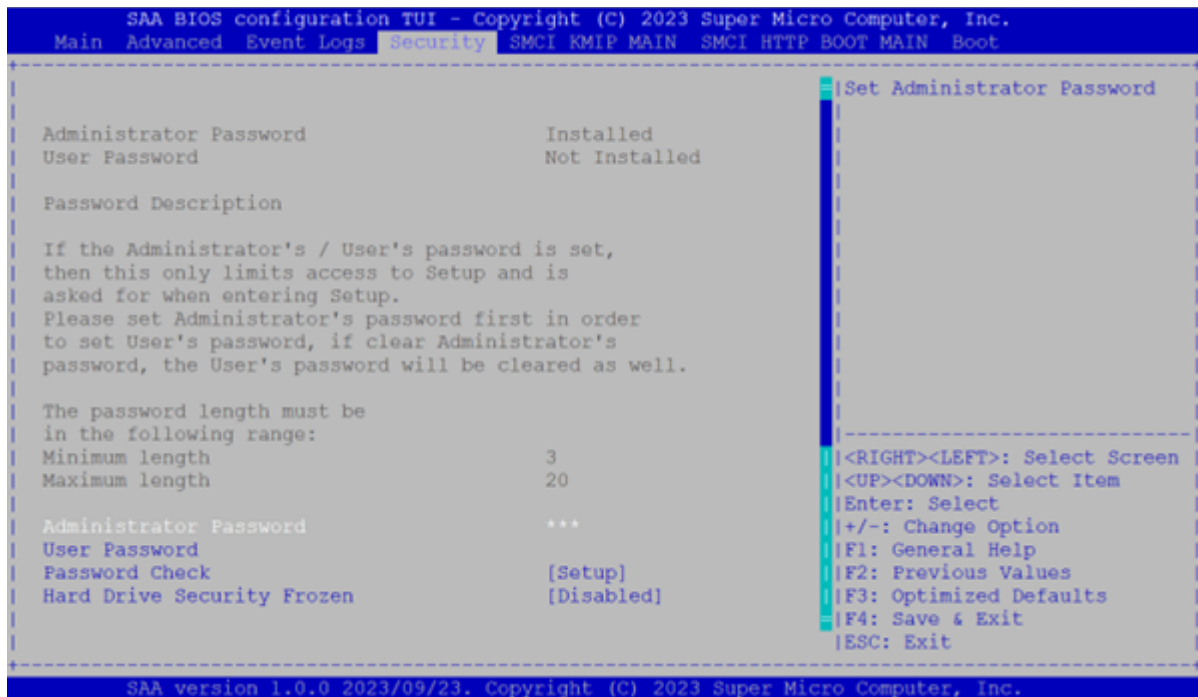 SAA BIOS configuration TUI - Copyright (C) 2023 Super Micro Computer, Inc.
Main Advanced Event Logs Security SMCI KMIP MAIN SMCI HTTP BOOT MAIN Boot
Administrator Password Installed
User Password Not Installed
Password Description
If the Administrator's / User's password is set,
then this only limits access to Setup and is
asked for when entering Setup.
Please set Administrator's password first in order
to set User's password, if clear Administrator's
password, the User's password will be cleared as well.
The password length must be
in the following range:
Minimum length 3
Maximum length 20
Administrator Password ***
User Password
Password Check [Setup]
Hard Drive Security Frozen [Disabled]
Set Administrator Password
<RIGHT><LEFT>: Select Screen
<UP><DOWN>: Select Item
Enter: Select
+/-: Change Option
F1: General Help
F2: Previous Values
F3: Optimized Defaults
F4: Save & Exit
ESC: Exit
SAA version 1.0.0 2023/09/23. Copyright (C) 2023 Super Micro Computer, Inc.